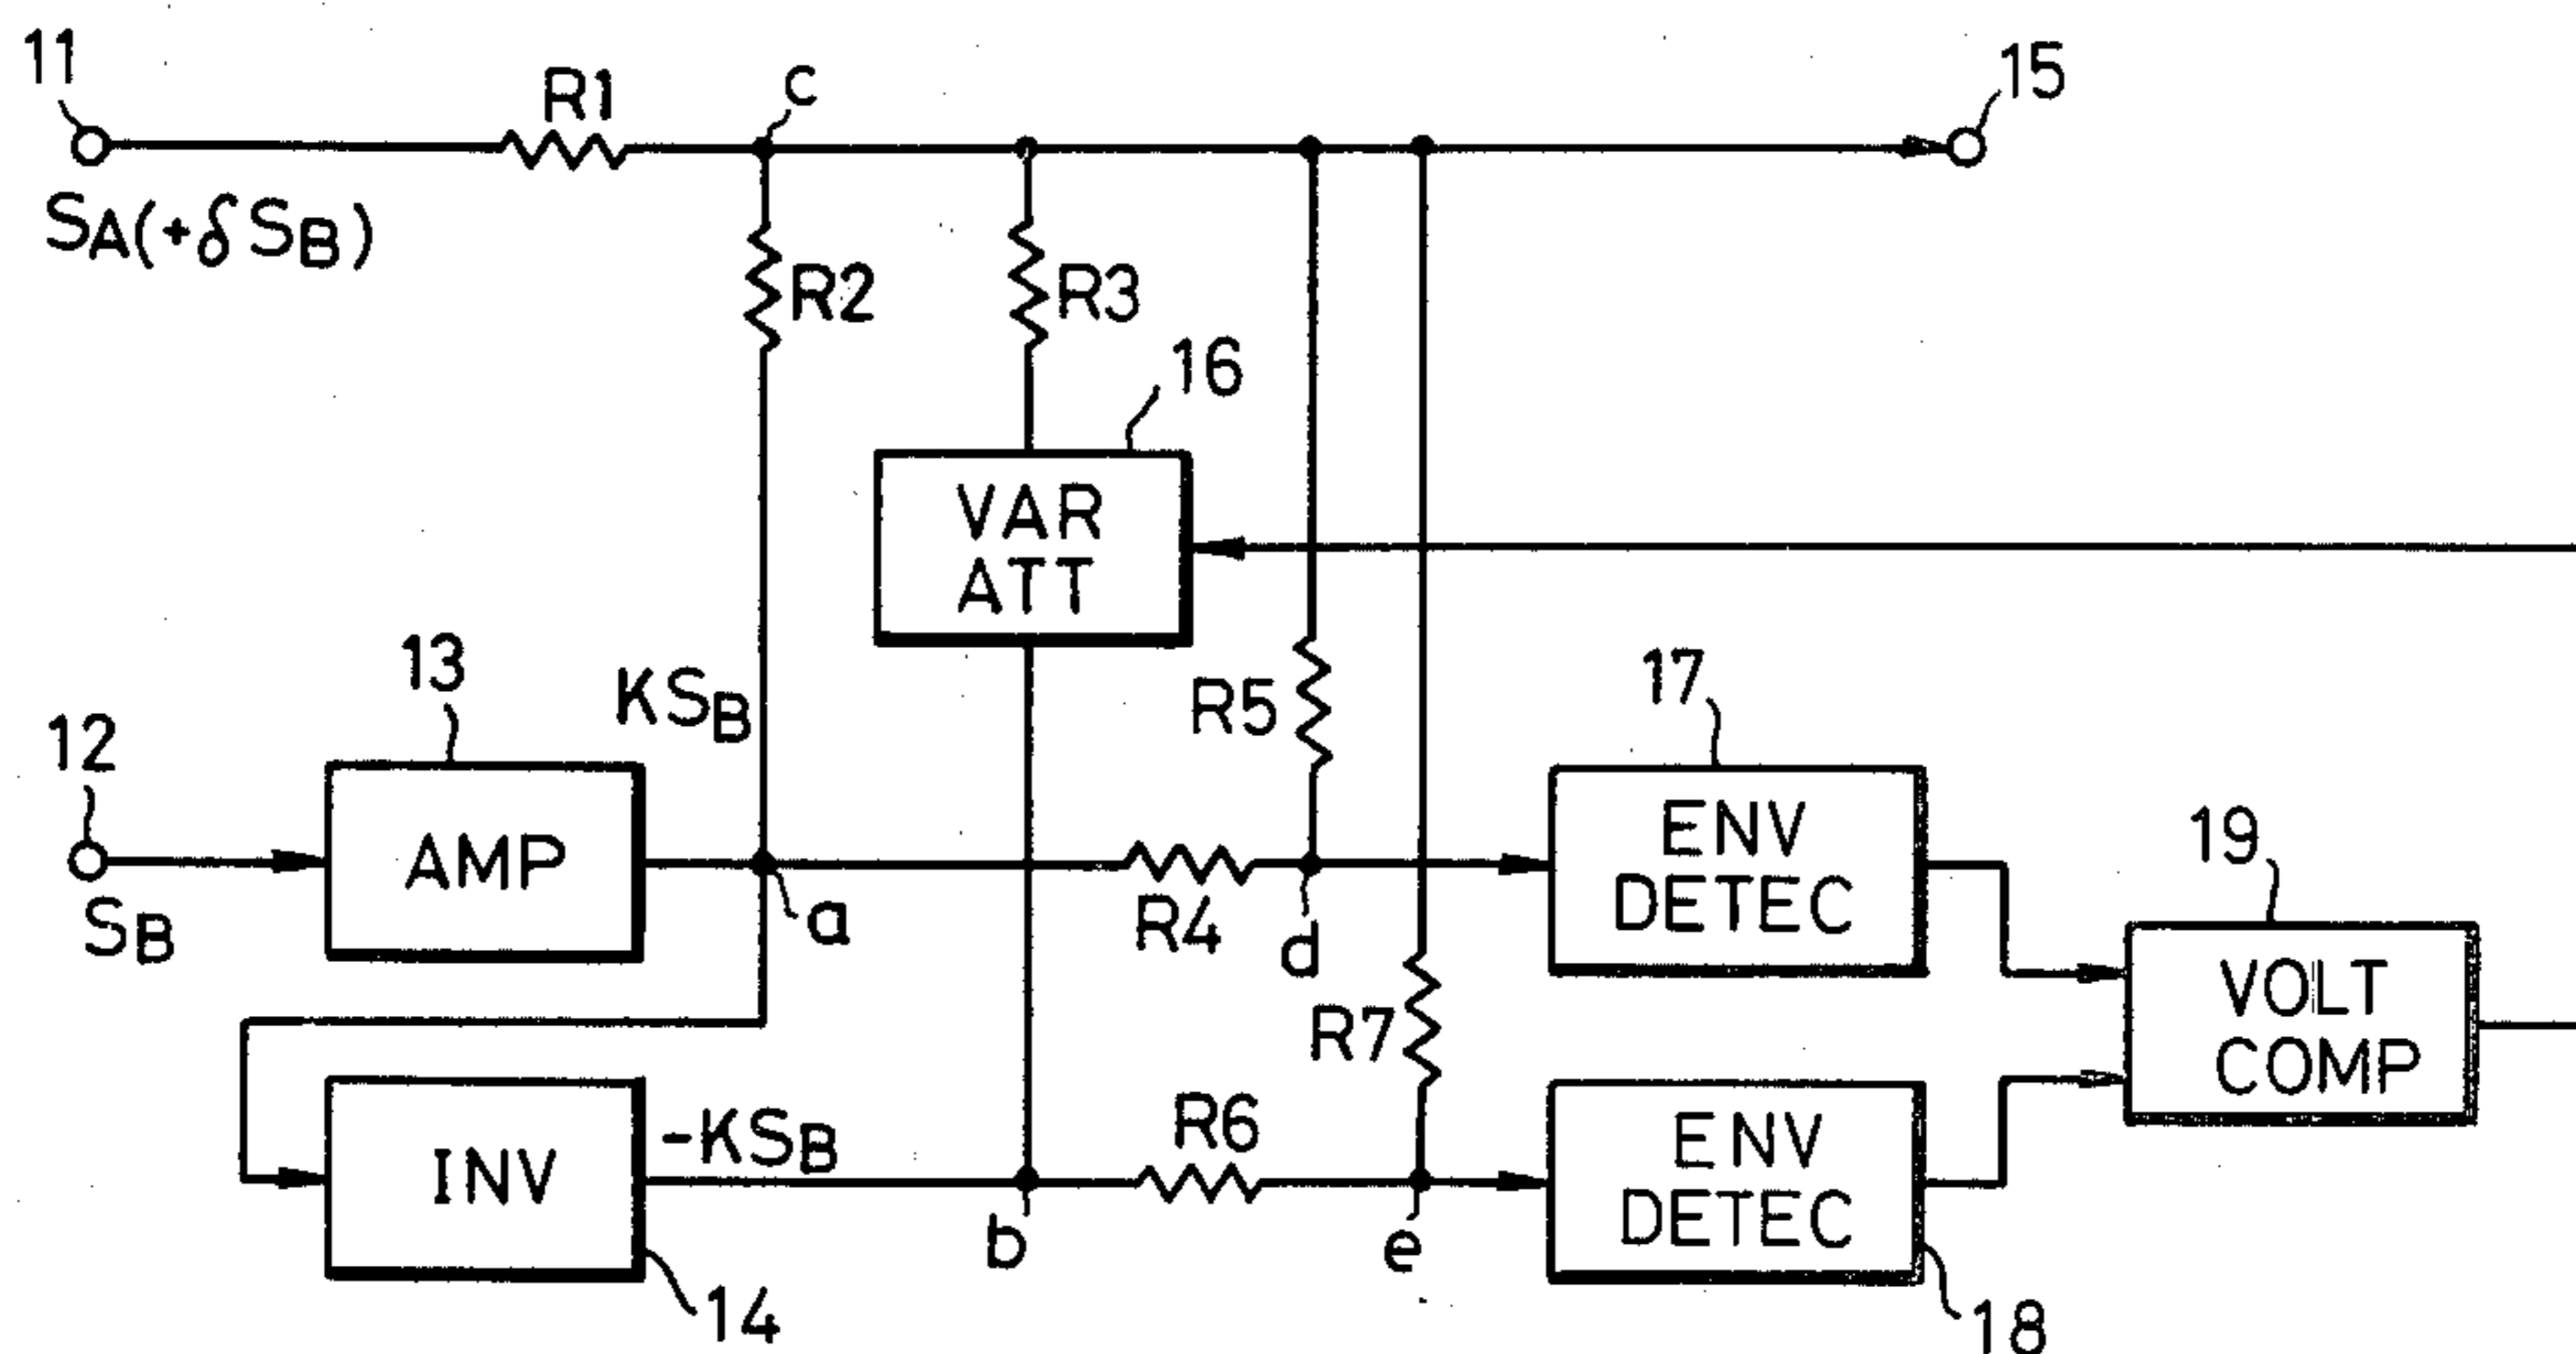 11
R1
c
15
SA(+δSB)
R2
R3
16
VAR
ATT
13
KSB
R5
17
12
AMP
ENV
DETEC
19
SB
a
R4
d
VOLT
COMP
R7
INV
-KSB
R6
ENV
DETEC
b
e
14
18